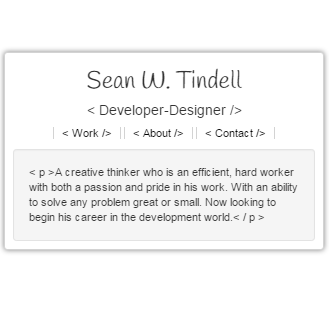 Sean W. Tindell
< Developer-Designer />
< Work /> < About /> < Contact />
< p >A creative thinker who is an efficient, hard worker
with both a passion and pride in his work. With an ability
to solve any problem great or small. Now looking to
begin his career in the development world.< / p >